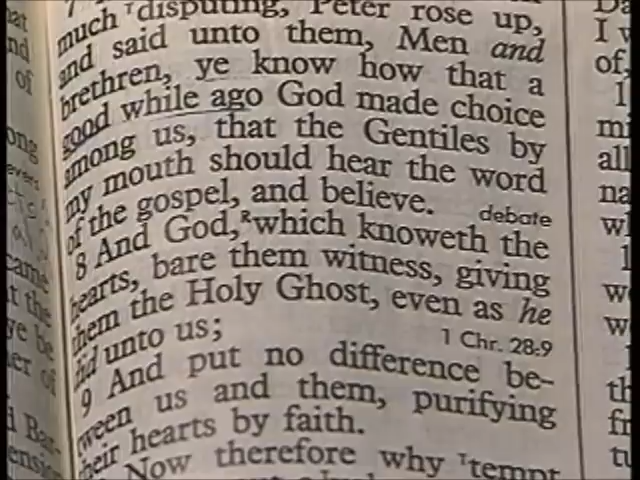 much ᵀdisputing, Peter rose up,
and said unto them, Men and
brethren, ye know how that a
good while ago God made choice
among us, that the Gentiles by
my mouth should hear the word
of the gospel, and believe. debate
8 And God,ᴿwhich knoweth the
hearts, bare them witness, giving
them the Holy Ghost, even as he
did unto us; 1 Chr. 28:9
9 And put no difference be-
tween us and them, purifying
their hearts by faith.
Now therefore why ᵀtempt